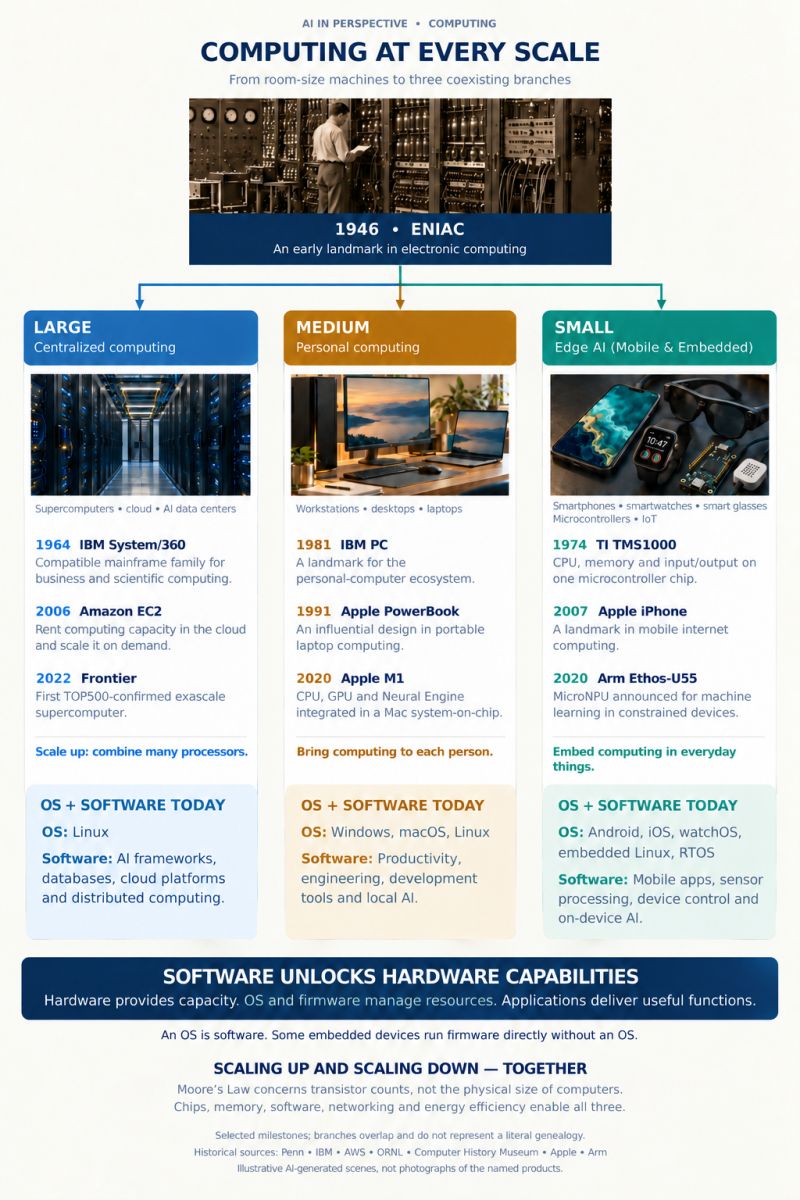 AI IN PERSPECTIVE • COMPUTING
COMPUTING AT EVERY SCALE
From room-size machines to three coexisting branches
1946 • ENIAC
An early landmark in electronic computing
LARGE
Centralized computing
Supercomputers • cloud • AI data centers
1964 IBM System/360
Compatible mainframe family for
business and scientific computing.
2006 Amazon EC2
Rent computing capacity in the cloud
and scale it on demand.
2022 Frontier
First TOP500-confirmed exascale
supercomputer.
Scale up: combine many processors.
OS + SOFTWARE TODAY
OS: Linux
Software: AI frameworks,
databases, cloud platforms
and distributed computing.
MEDIUM
Personal computing
Workstations • desktops • laptops
1981 IBM PC
A landmark for the
personal-computer ecosystem.
1991 Apple PowerBook
An influential design in portable
laptop computing.
2020 Apple M1
CPU, GPU and Neural Engine
integrated in a Mac system-on-chip.
Bring computing to each person.
OS + SOFTWARE TODAY
OS: Windows, macOS, Linux
Software: Productivity,
engineering, development
tools and local AI.
SMALL
Edge AI (Mobile & Embedded)
10:47
Smartphones • smartwatches • smart glasses
Microcontrollers • IoT
1974 TI TMS1000
CPU, memory and input/output on
one microcontroller chip.
2007 Apple iPhone
A landmark in mobile internet
computing.
2020 Arm Ethos-U55
MicroNPU announced for machine
learning in constrained devices.
Embed computing in everyday
things.
OS + SOFTWARE TODAY
OS: Android, iOS, watchOS,
embedded Linux, RTOS
Software: Mobile apps, sensor
processing, device control and
on-device AI.
SOFTWARE UNLOCKS HARDWARE CAPABILITIES
Hardware provides capacity. OS and firmware manage resources. Applications deliver useful functions.
An OS is software. Some embedded devices run firmware directly without an OS.
SCALING UP AND SCALING DOWN — TOGETHER
Moore's Law concerns transistor counts, not the physical size of computers.
Chips, memory, software, networking and energy efficiency enable all three.
Selected milestones; branches overlap and do not represent a literal genealogy.
Historical sources: Penn • IBM • AWS • ORNL • Computer History Museum • Apple • Arm
Illustrative AI-generated scenes, not photographs of the named products.